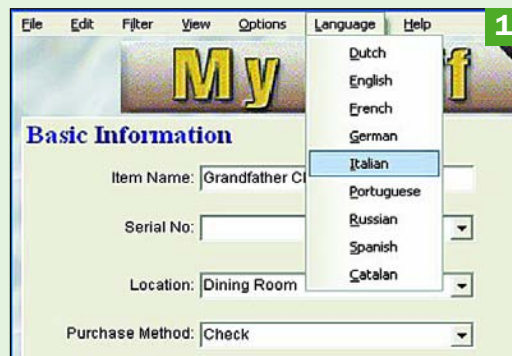 File Edit Filter View Options Language Help
1
My
Dutch
English
French
German
Italian
Portuguese
Russian
Spanish
Catalan
Basic Information
Item Name: Grandfather
Serial No:
Location: Dining Room
Purchase Method: Check